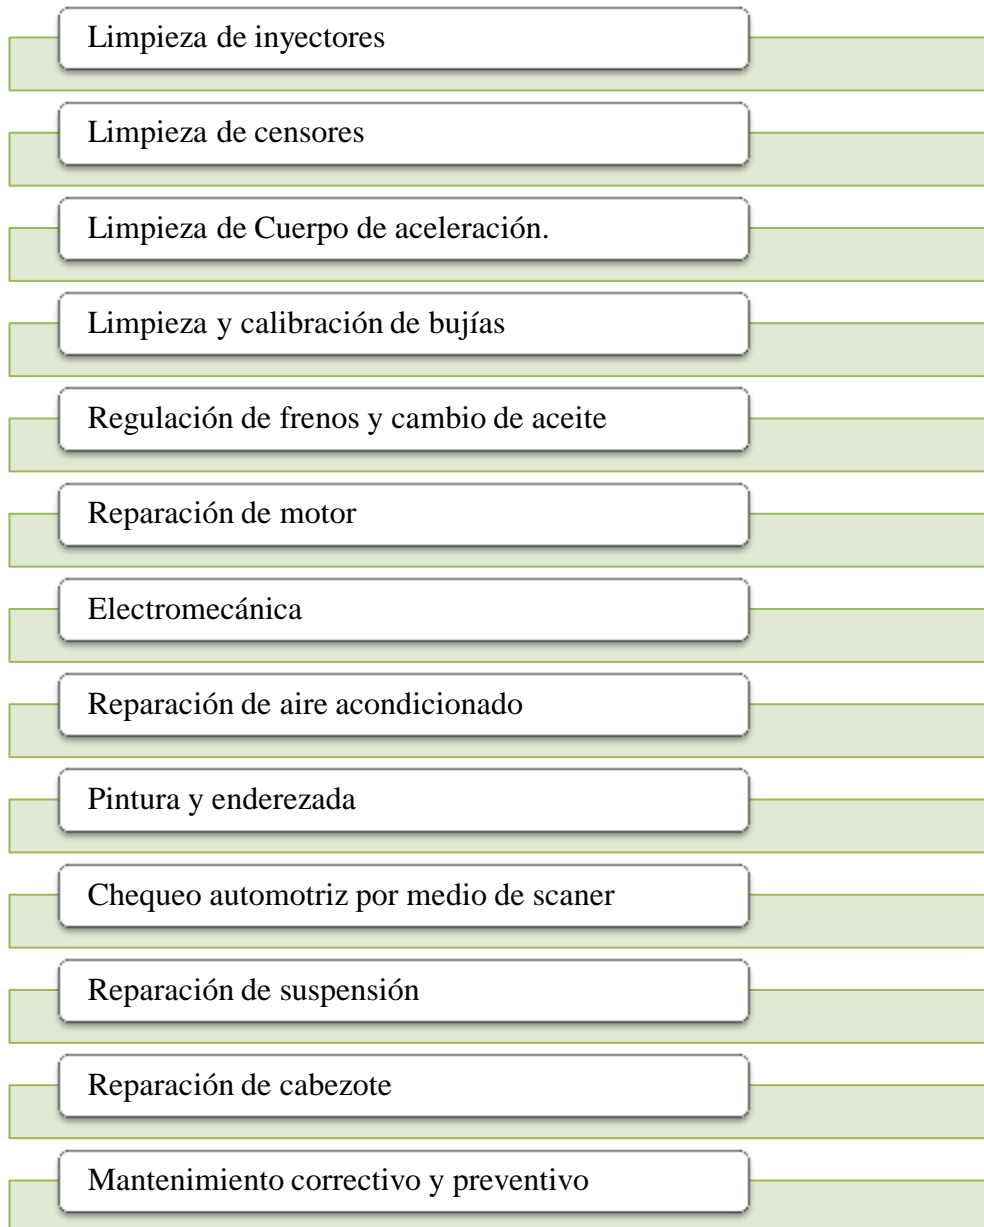 Limpieza de inyectores
Limpieza de censores
Limpieza de Cuerpo de aceleración.
Limpieza y calibración de bujías
Regulación de frenos y cambio de aceite
Reparación de motor
Electromecánica
Reparación de aire acondicionado
Pintura y enderezada
Chequeo automotriz por medio de scaner
Reparación de suspensión
Reparación de cabezote
Mantenimiento correctivo y preventivo